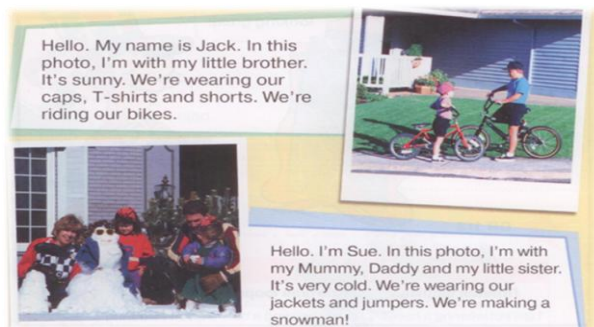 Hello. My name is Jack. In this
photo, I'm with my little brother.
It's sunny. We're wearing our
caps, T-shirts and shorts. We're
riding our bikes.
Hello. I'm Sue. In this photo, I'm with
my Mummy, Daddy and my little sister.
It's very cold. We're wearing our
jackets and jumpers. We're making a
snowman!